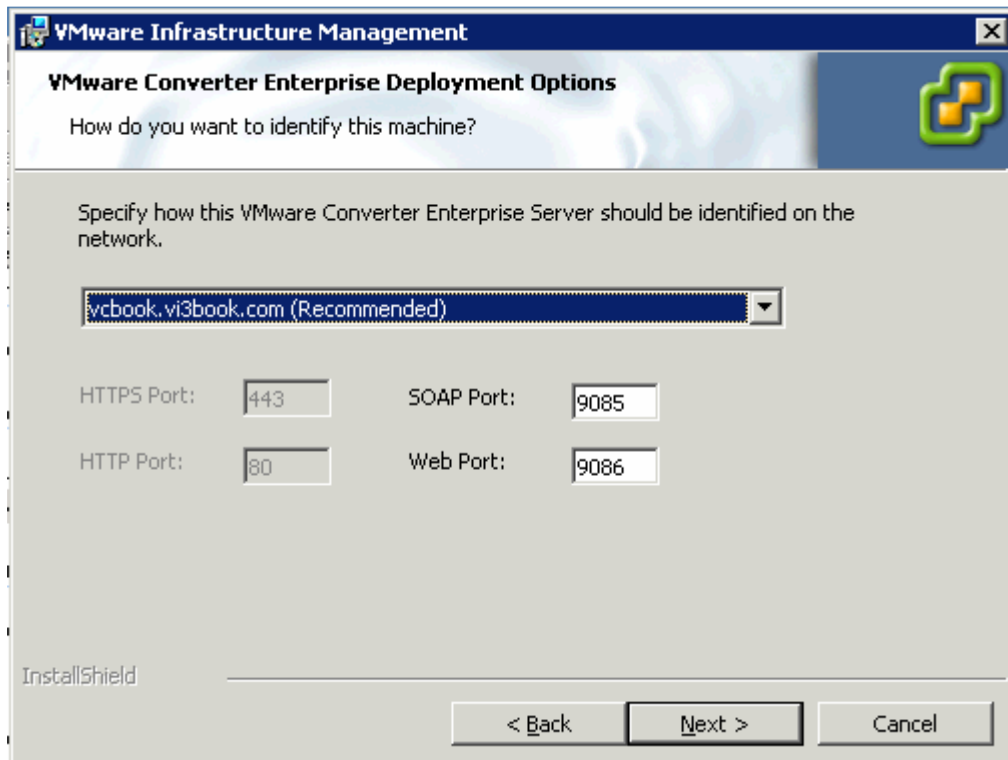 VMware Infrastructure Management
VMware Converter Enterprise Deployment Options
How do you want to identify this machine?
Specify how this VMware Converter Enterprise Server should be identified on the
network.
vcbook.vi3book.com (Recommended)
HTTPS Port: 443 SOAP Port: 9085
HTTP Port: 80 Web Port: 9086
InstallShield
< Back Next > Cancel